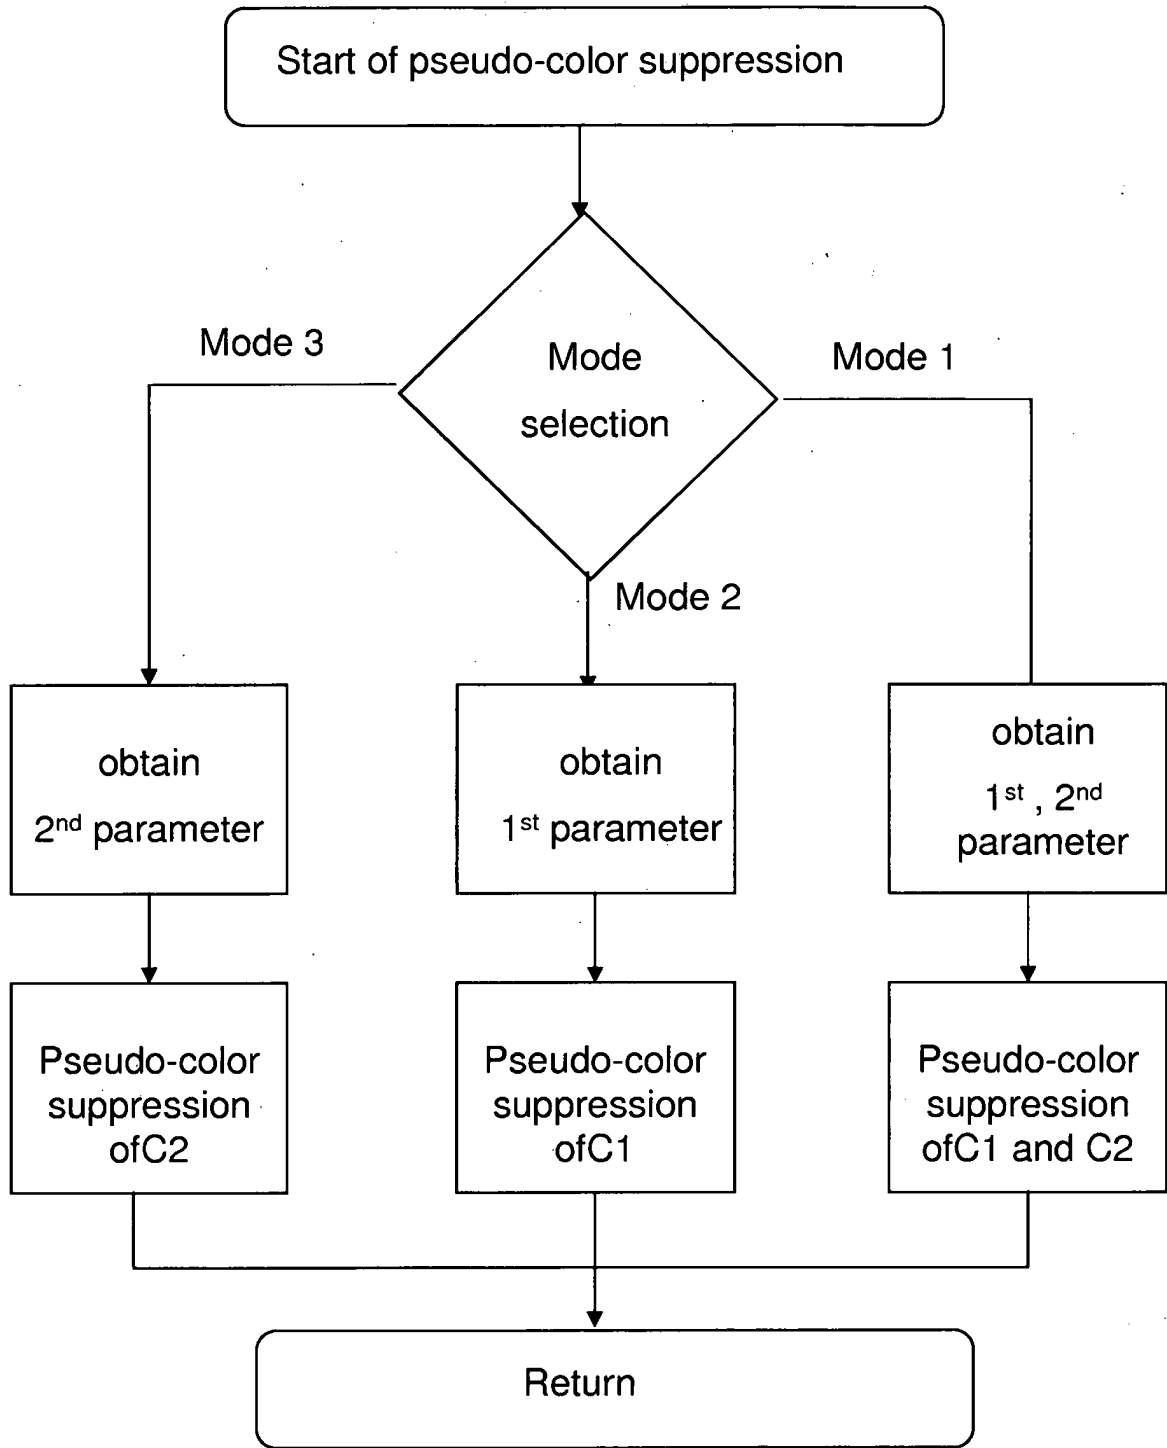 Start of pseudo-color suppression
Mode 3
Mode
selection
Mode 1
Mode 2
obtain
2nd parameter
obtain
1st parameter
obtain
1st , 2nd
parameter
Pseudo-color
suppression
ofC2
Pseudo-color
suppression
ofC1
Pseudo-color
suppression
ofC1 and C2
Return